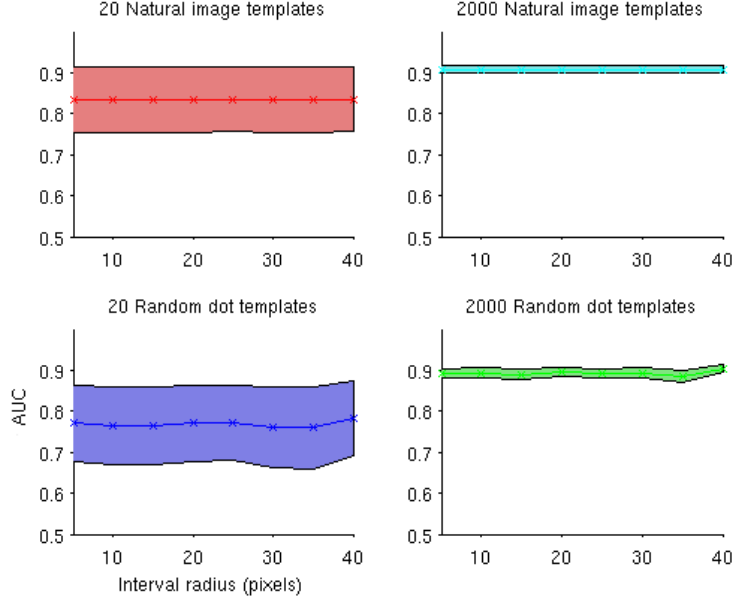 20 Natural image templates
0.9
0.8
0.7
0.6
0.5
10 20 30 40
2000 Natural image templates
0.9
0.8
0.7
0.6
0.5
10 20 30 40
20 Random dot templates
AUC
0.9
0.8
0.7
0.6
0.5
10 20 30 40
Interval radius (pixels)
2000 Random dot templates
0.9
0.8
0.7
0.6
0.5
10 20 30 40